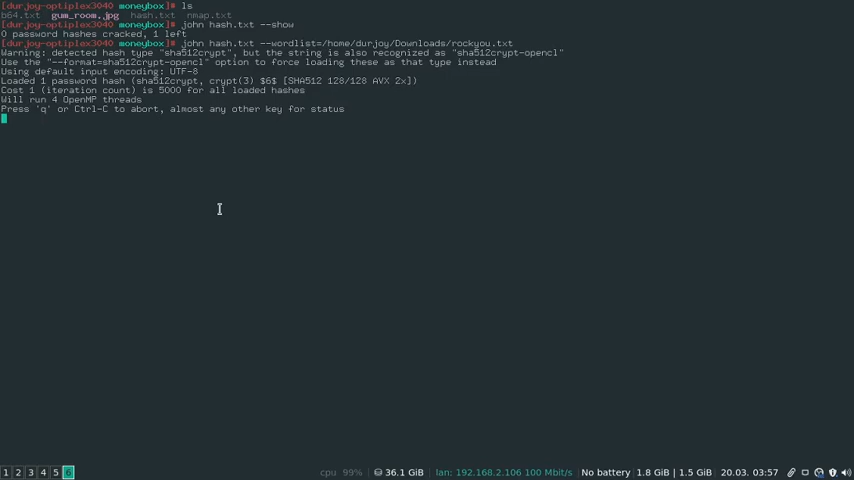 [durjoy-optiplex3040 moneybox]# ls
b64.txt gum_room.jpg hash.txt nmap.txt
[durjoy-optiplex3040 moneybox]# john hash.txt --show
0 password hashes cracked, 1 left
[durjoy-optiplex3040 moneybox]# john hash.txt --wordlist=/home/durjoy/Downloads/rockyou.txt
Warning: detected hash type "sha512crypt", but the string is also recognized as "sha512crypt-opencl"
Use the "--format=sha512crypt-opencl" option to force loading these as that type instead
Using default input encoding: UTF-8
Loaded 1 password hash (sha512crypt, crypt(3) $6$ [SHA512 128/128 AVX 2x])
Cost 1 (iteration count) is 5000 for all loaded hashes
Will run 4 OpenMP threads
Press 'q' or Ctrl-C to abort, almost any other key for status
1 2 3 4 5 6 cpu 99% 36.1 GiB lan: 192.168.2.106 100 Mbit/s No battery 1.8 GiB | 1.5 GiB 20.03. 03:57